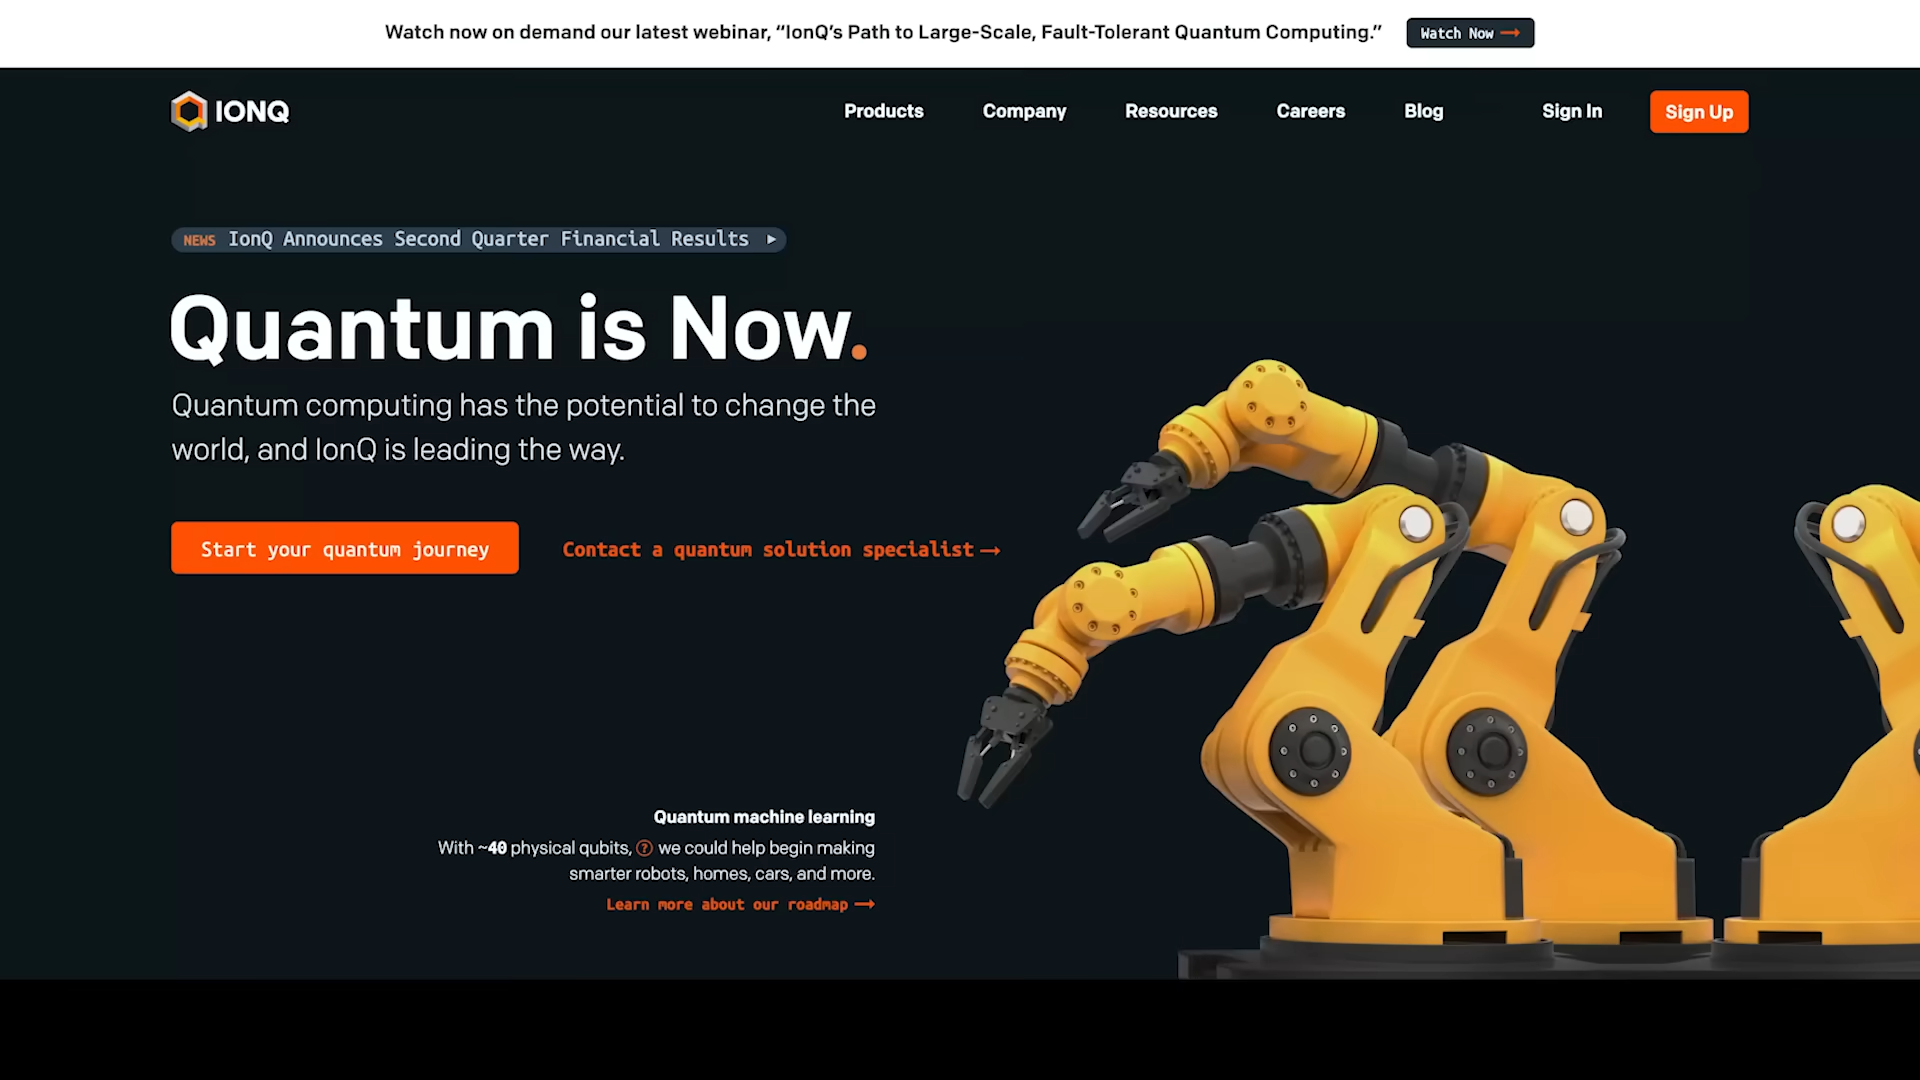 Watch now on demand our latest webinar, “IonQ’s Path to Large-Scale, Fault-Tolerant Quantum Computing.” Watch Now
IONQ Products Company Resources Careers Blog Sign In Sign Up
NEWS IonQ Announces Second Quarter Financial Results
Quantum is Now.
Quantum computing has the potential to change the
world, and IonQ is leading the way.
Start your quantum journey Contact a quantum solution specialist
Quantum machine learning
With ~40 physical qubits, ? we could help begin making
smarter robots, homes, cars, and more.
Learn more about our roadmap